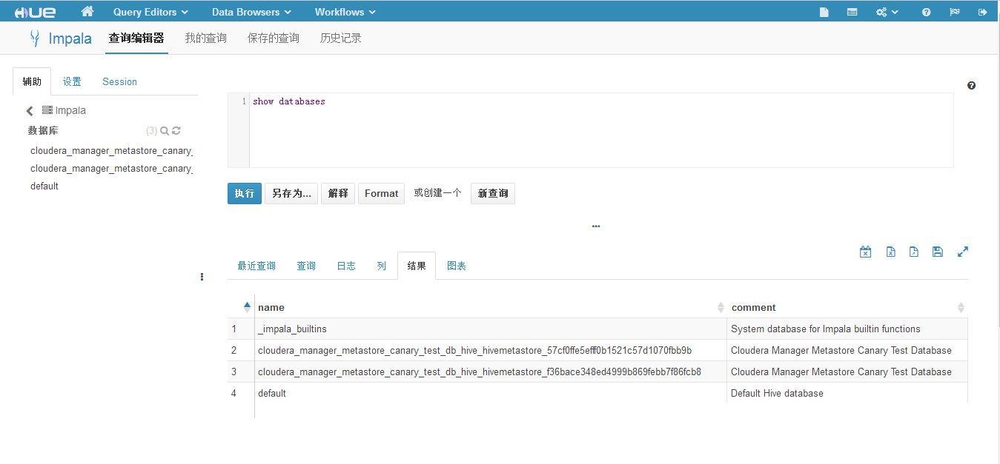 HUE Query Editors Data Browsers Workflows
Impala 查询编辑器 我的查询 保存的查询 历史记录
辅助 设置 Session
Impala
数据库 (3)
cloudera_manager_metastore_canary_
cloudera_manager_metastore_canary_
default
1 show databases
执行 另存为... 解释 Format 或创建一个 新查询
最近查询 查询 日志 列 结果 图表
name comment
1 _impala_builtins System database for Impala builtin functions
2 cloudera_manager_metastore_canary_test_db_hive_hivemetastore_57cf0ffe5eff0b1521c57d1070fbb9b Cloudera Manager Metastore Canary Test Database
3 cloudera_manager_metastore_canary_test_db_hive_hivemetastore_f36bace348ed4999b869febb7f86fcb8 Cloudera Manager Metastore Canary Test Database
4 default Default Hive database